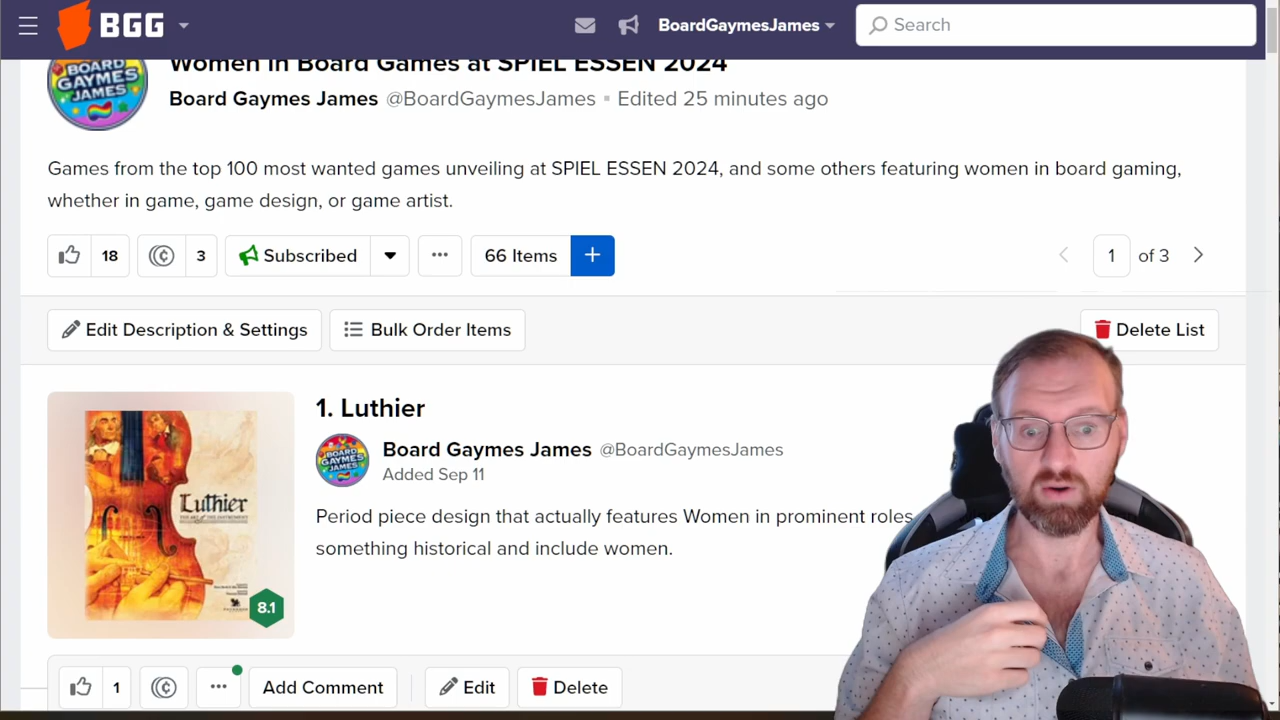 BGG
BoardGaymesJames
Search
Women in Board Games at SPIEL ESSEN 2024
BOARD
GAYMES
JAMES
Board Gaymes James @BoardGaymesJames ▪ Edited 25 minutes ago
Games from the top 100 most wanted games unveiling at SPIEL ESSEN 2024, and some others featuring women in board gaming,
whether in game, game design, or game artist.
18
3
Subscribed
66 Items
+
1 of 3
Edit Description & Settings
Bulk Order Items
Delete List
Luthier
8.1
1. Luthier
BOARD
GAYMES
JAMES
Board Gaymes James @BoardGaymesJames
Added Sep 11
Period piece design that actually features Women in prominent roles
something historical and include women.
1
Add Comment
Edit
Delete